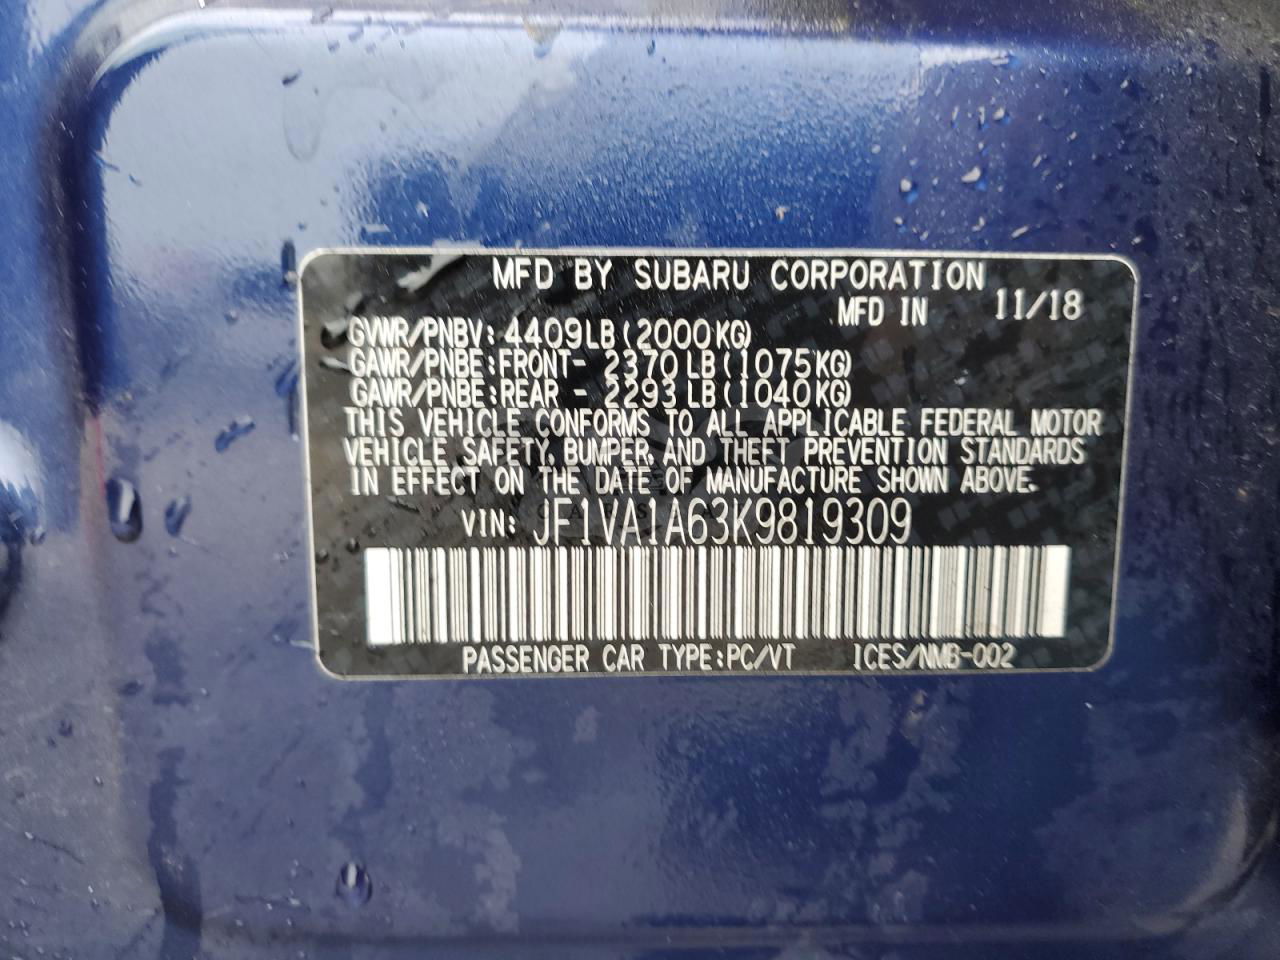 MFD BY SUBARU CORPORATION
MFD IN 11/18
GVWR/PNBV: 4409LB(2000KG)
GAWR/PNBE:FRONT- 2370LB(1075KG)
GAWR/PNBE:REAR - 2293LB(1040KG)
THIS VEHICLE CONFORMS TO ALL APPLICABLE FEDERAL MOTOR
VEHICLE SAFETY, BUMPER, AND THEFT PREVENTION STANDARDS
IN EFFECT ON THE DATE OF MANUFACTURE SHOWN ABOVE.
VIN: JF1VA1A63K9819309
PASSENGER CAR TYPE:PC/VT ICES/NMB-002